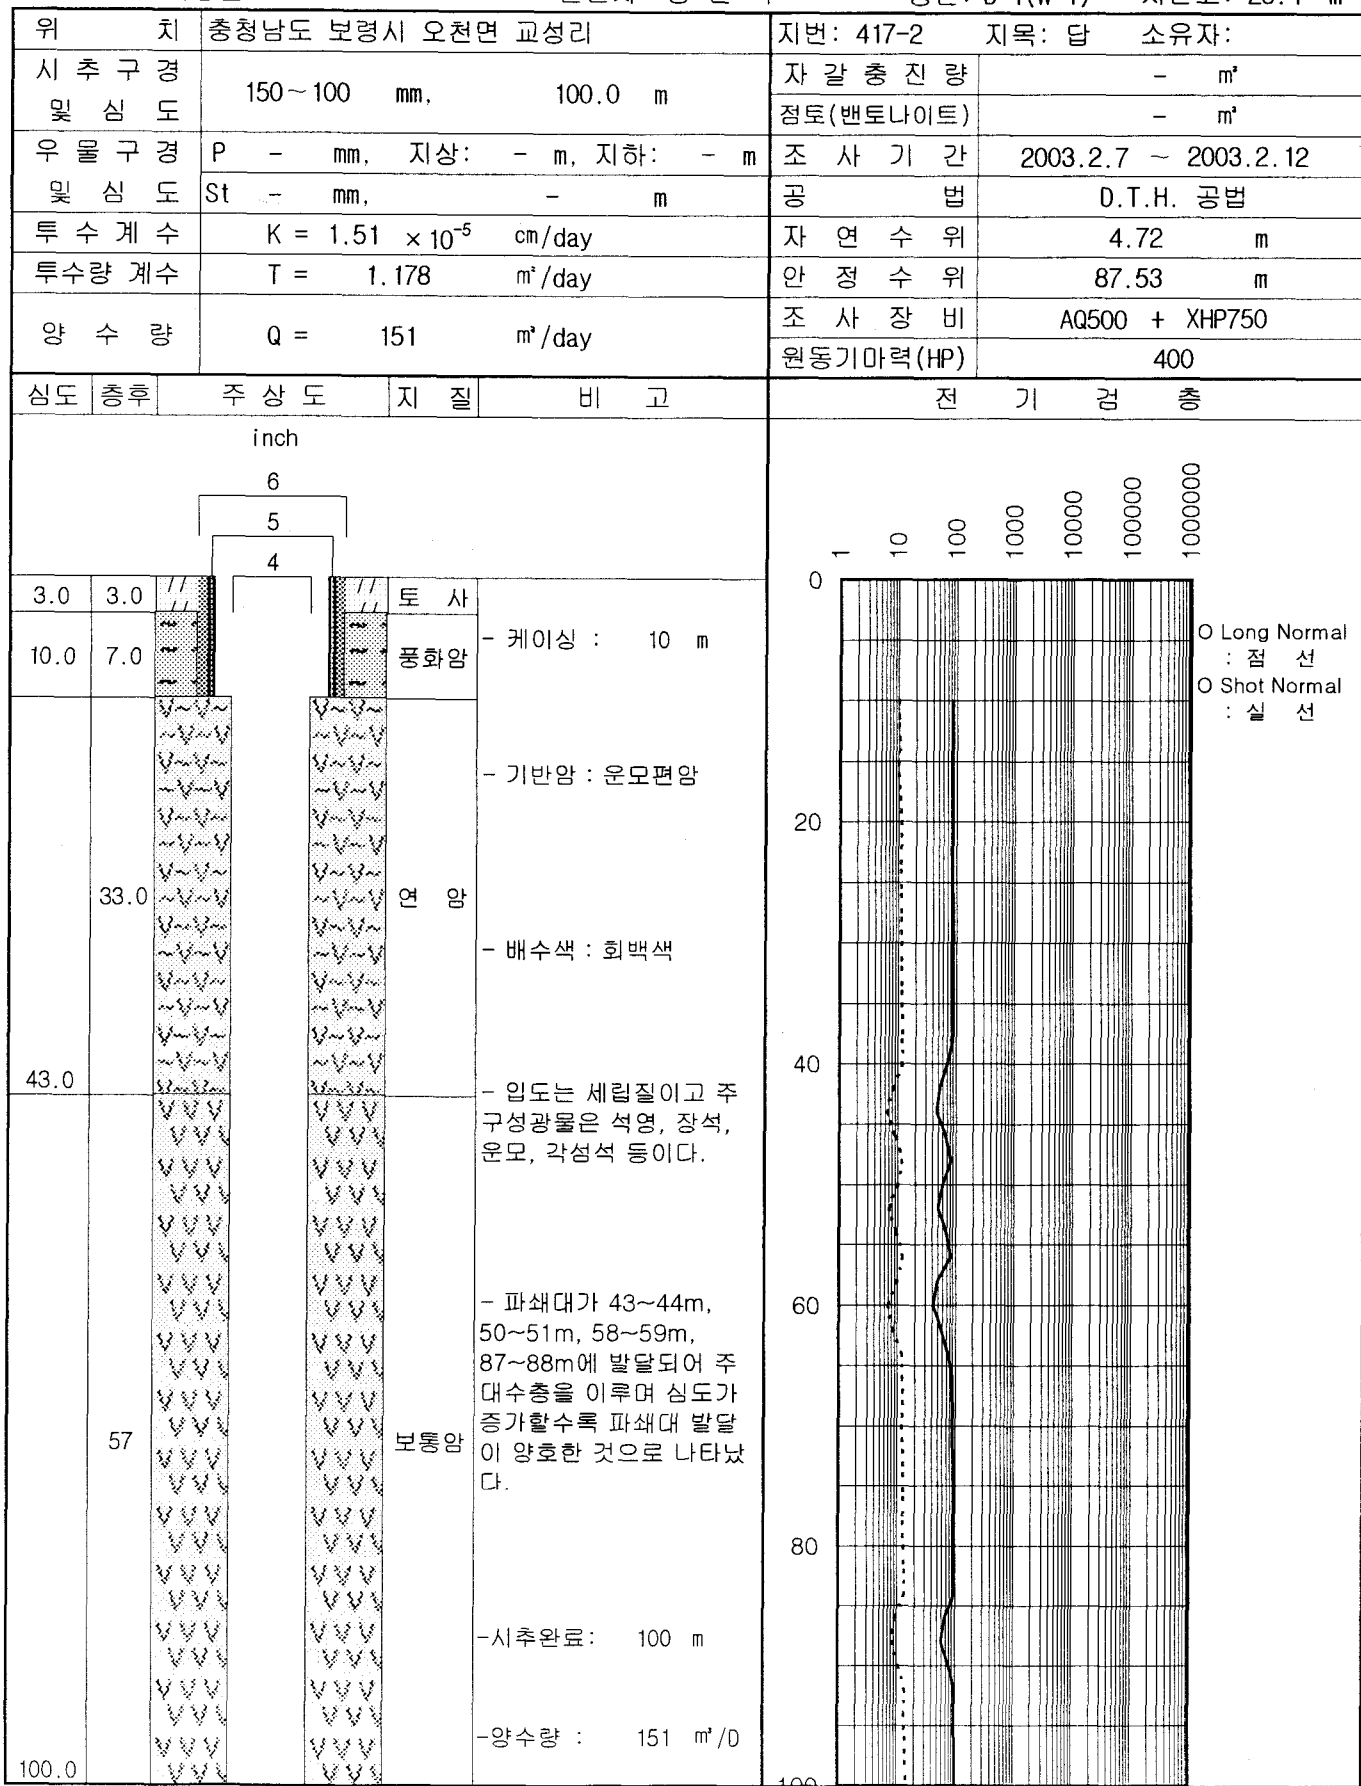 위 치 충청남도 보령시 오천면 교성리 지번: 417-2 지목: 답 소유자:
시추구경 및 심도 150~100 mm, 100.0 m
자갈충진량 - ㎥
점토(밴토나이트) - ㎥
우물구경 및 심도 P - mm, 지상: - m, 지하: - m
St - mm, - m
조사기간 2003.2.7 ~ 2003.2.12
공 법 D.T.H. 공법
투수계수 K = 1.51 ×10⁻⁵ cm/day
자연수위 4.72 m
투수량 계수 T = 1.178 ㎡/day
안정수위 87.53 m
양수량 Q = 151 ㎥/day
조사장비 AQ500 + XHP750
원동기마력(HP) 400
심도 층후 주상도 지질 비고 전기검층
inch
6
5
4
3.0 3.0 토 사
10.0 7.0 풍화암
- 케이싱 : 10 m
- 기반암 : 운모편암
33.0 연 암
- 배수색 : 회백색
43.0
- 입도는 세립질이고 주
구성광물은 석영, 장석,
운모, 각섬석 등이다.
- 파쇄대가 43~44m,
50~51m, 58~59m,
87~88m에 발달되어 주
대수층을 이루며 심도가
증가할수록 파쇄대 발달
이 양호한 것으로 나타났
다.
57 보통암
-시추완료: 100 m
-양수량 : 151 ㎥/D
100.0
1 10 100 1000 10000 100000 1000000
0
20
40
60
80
100
O Long Normal
: 점 선
O Shot Normal
: 실 선